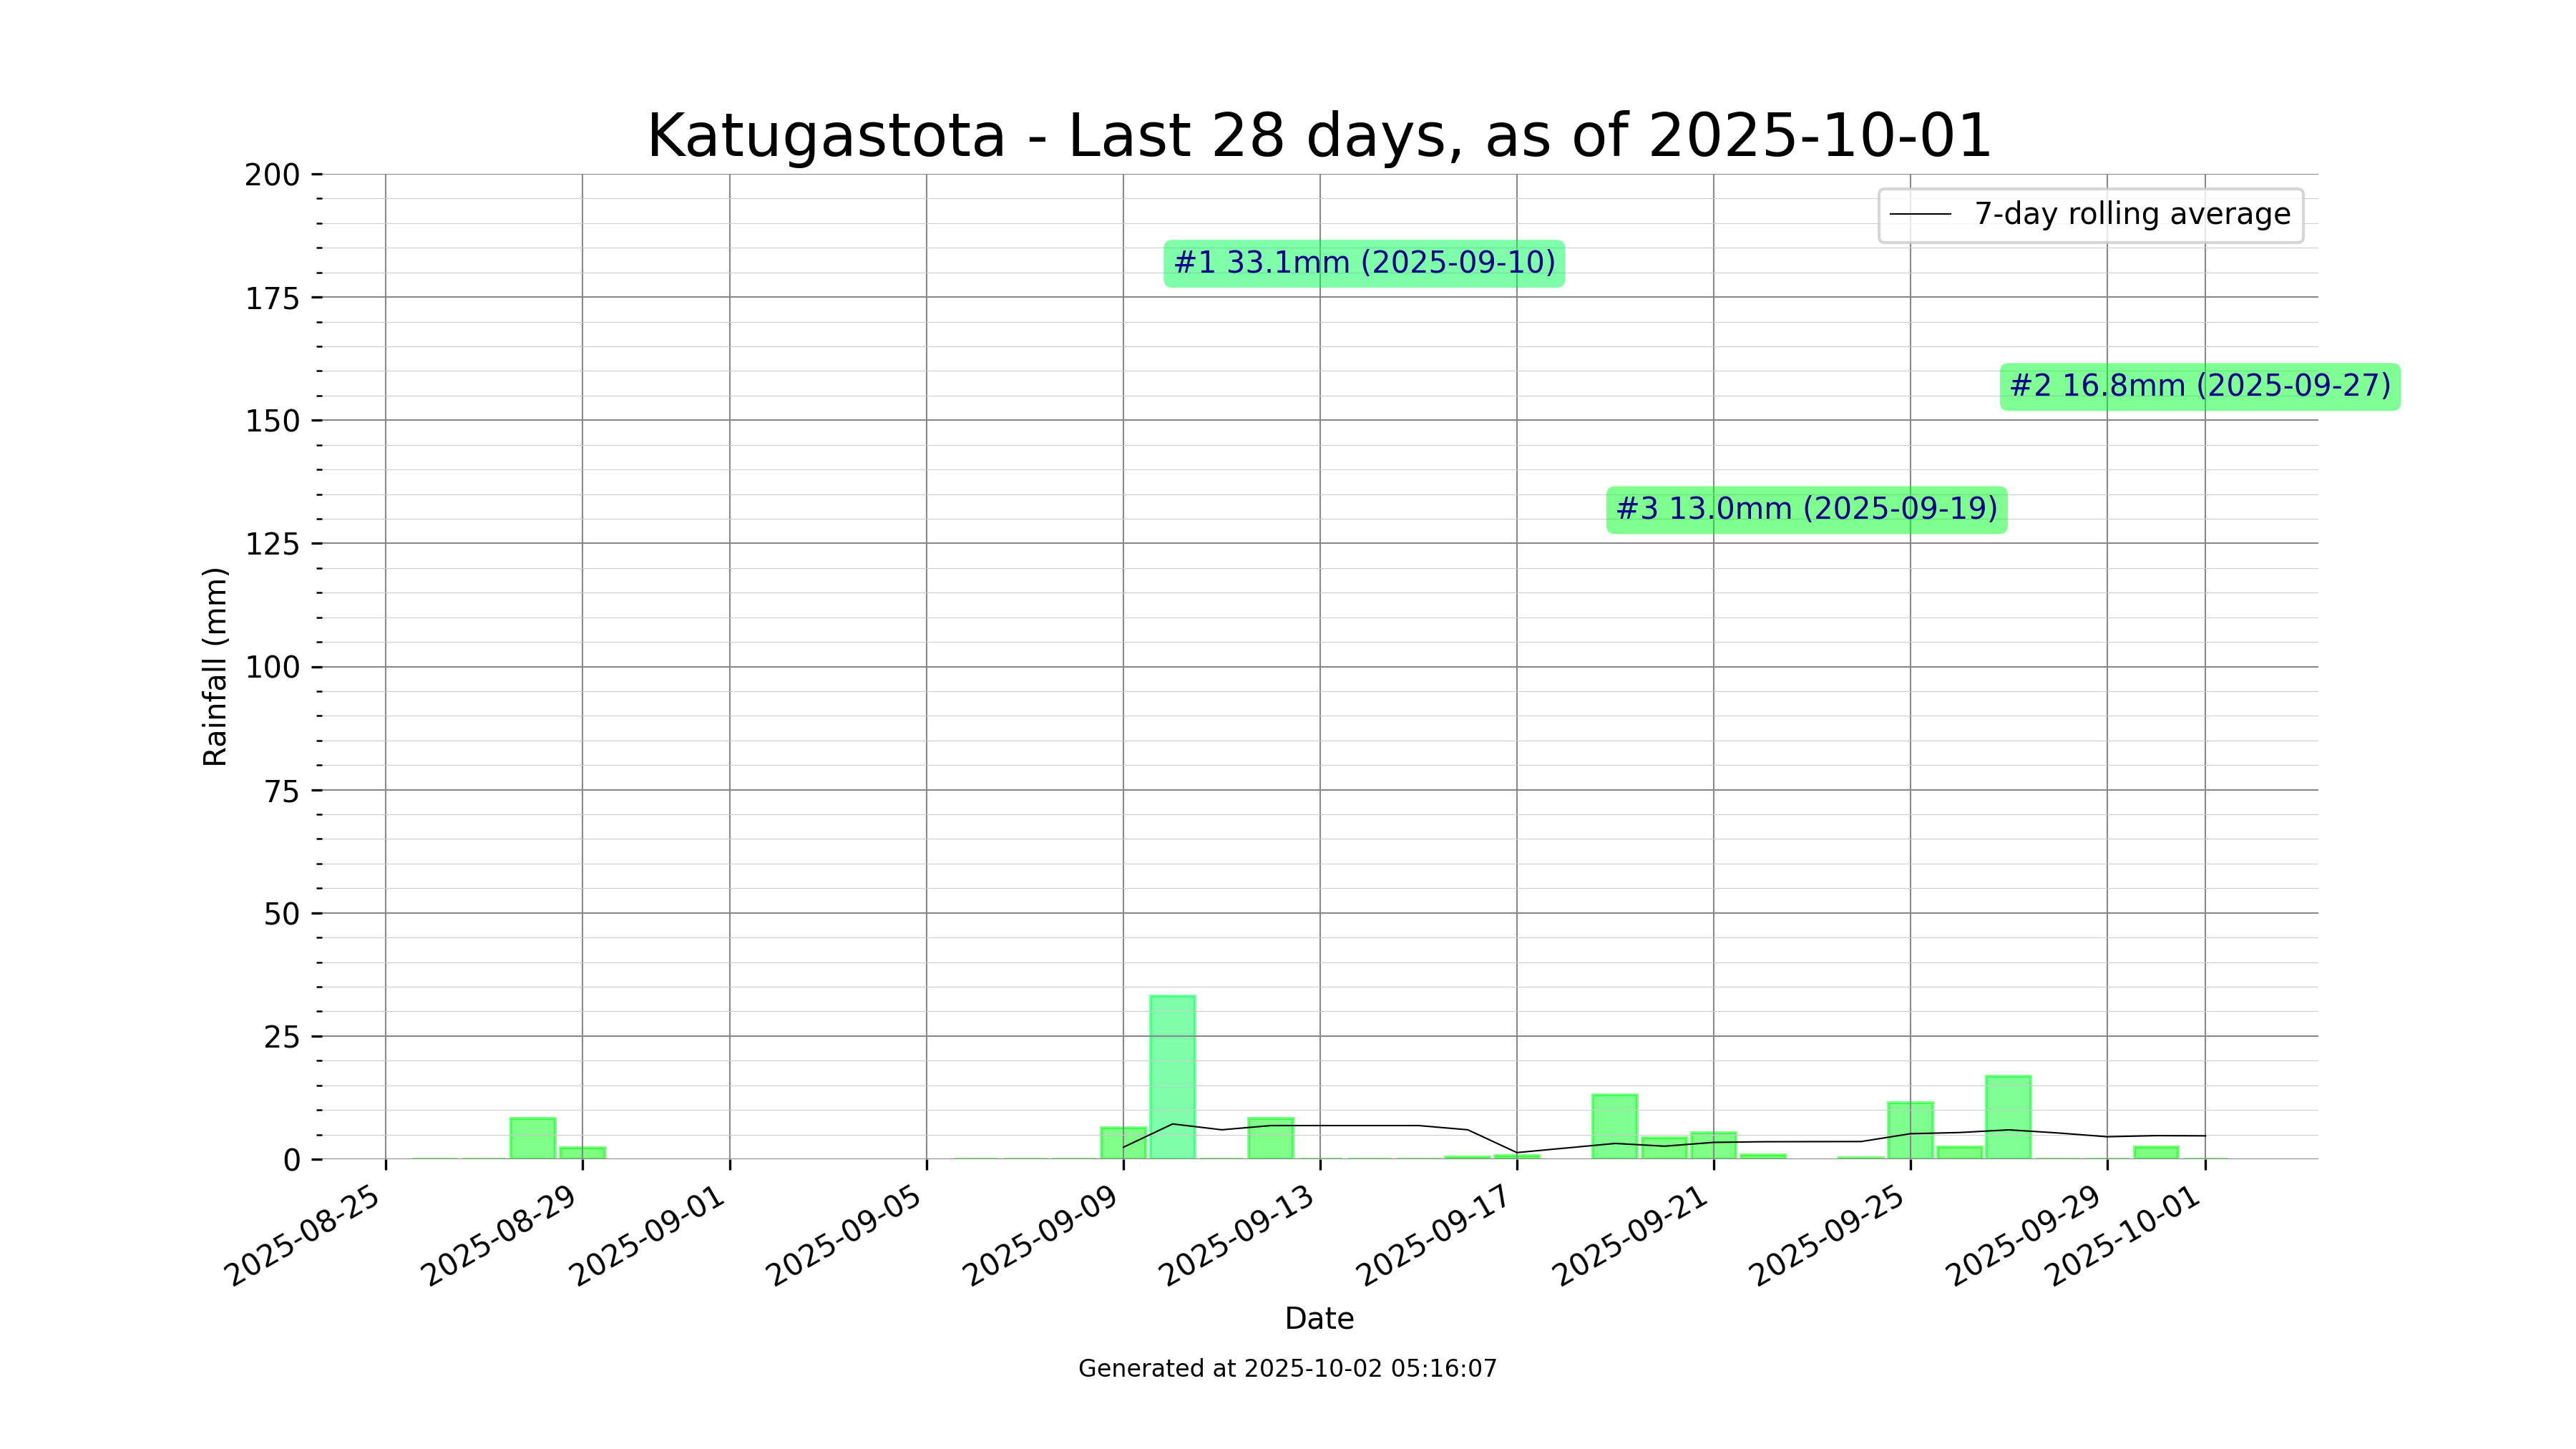 Katugastota - Last 28 days, as of 2025-10-01
7-day rolling average
#1 33.1mm (2025-09-10)
#2 16.8mm (2025-09-27)
#3 13.0mm (2025-09-19)
Rainfall (mm)
200
175
150
125
100
75
50
25
0
2025-08-25
2025-08-29
2025-09-01
2025-09-05
2025-09-09
2025-09-13
2025-09-17
2025-09-21
2025-09-25
2025-09-29
2025-10-01
Date
Generated at 2025-10-02 05:16:07